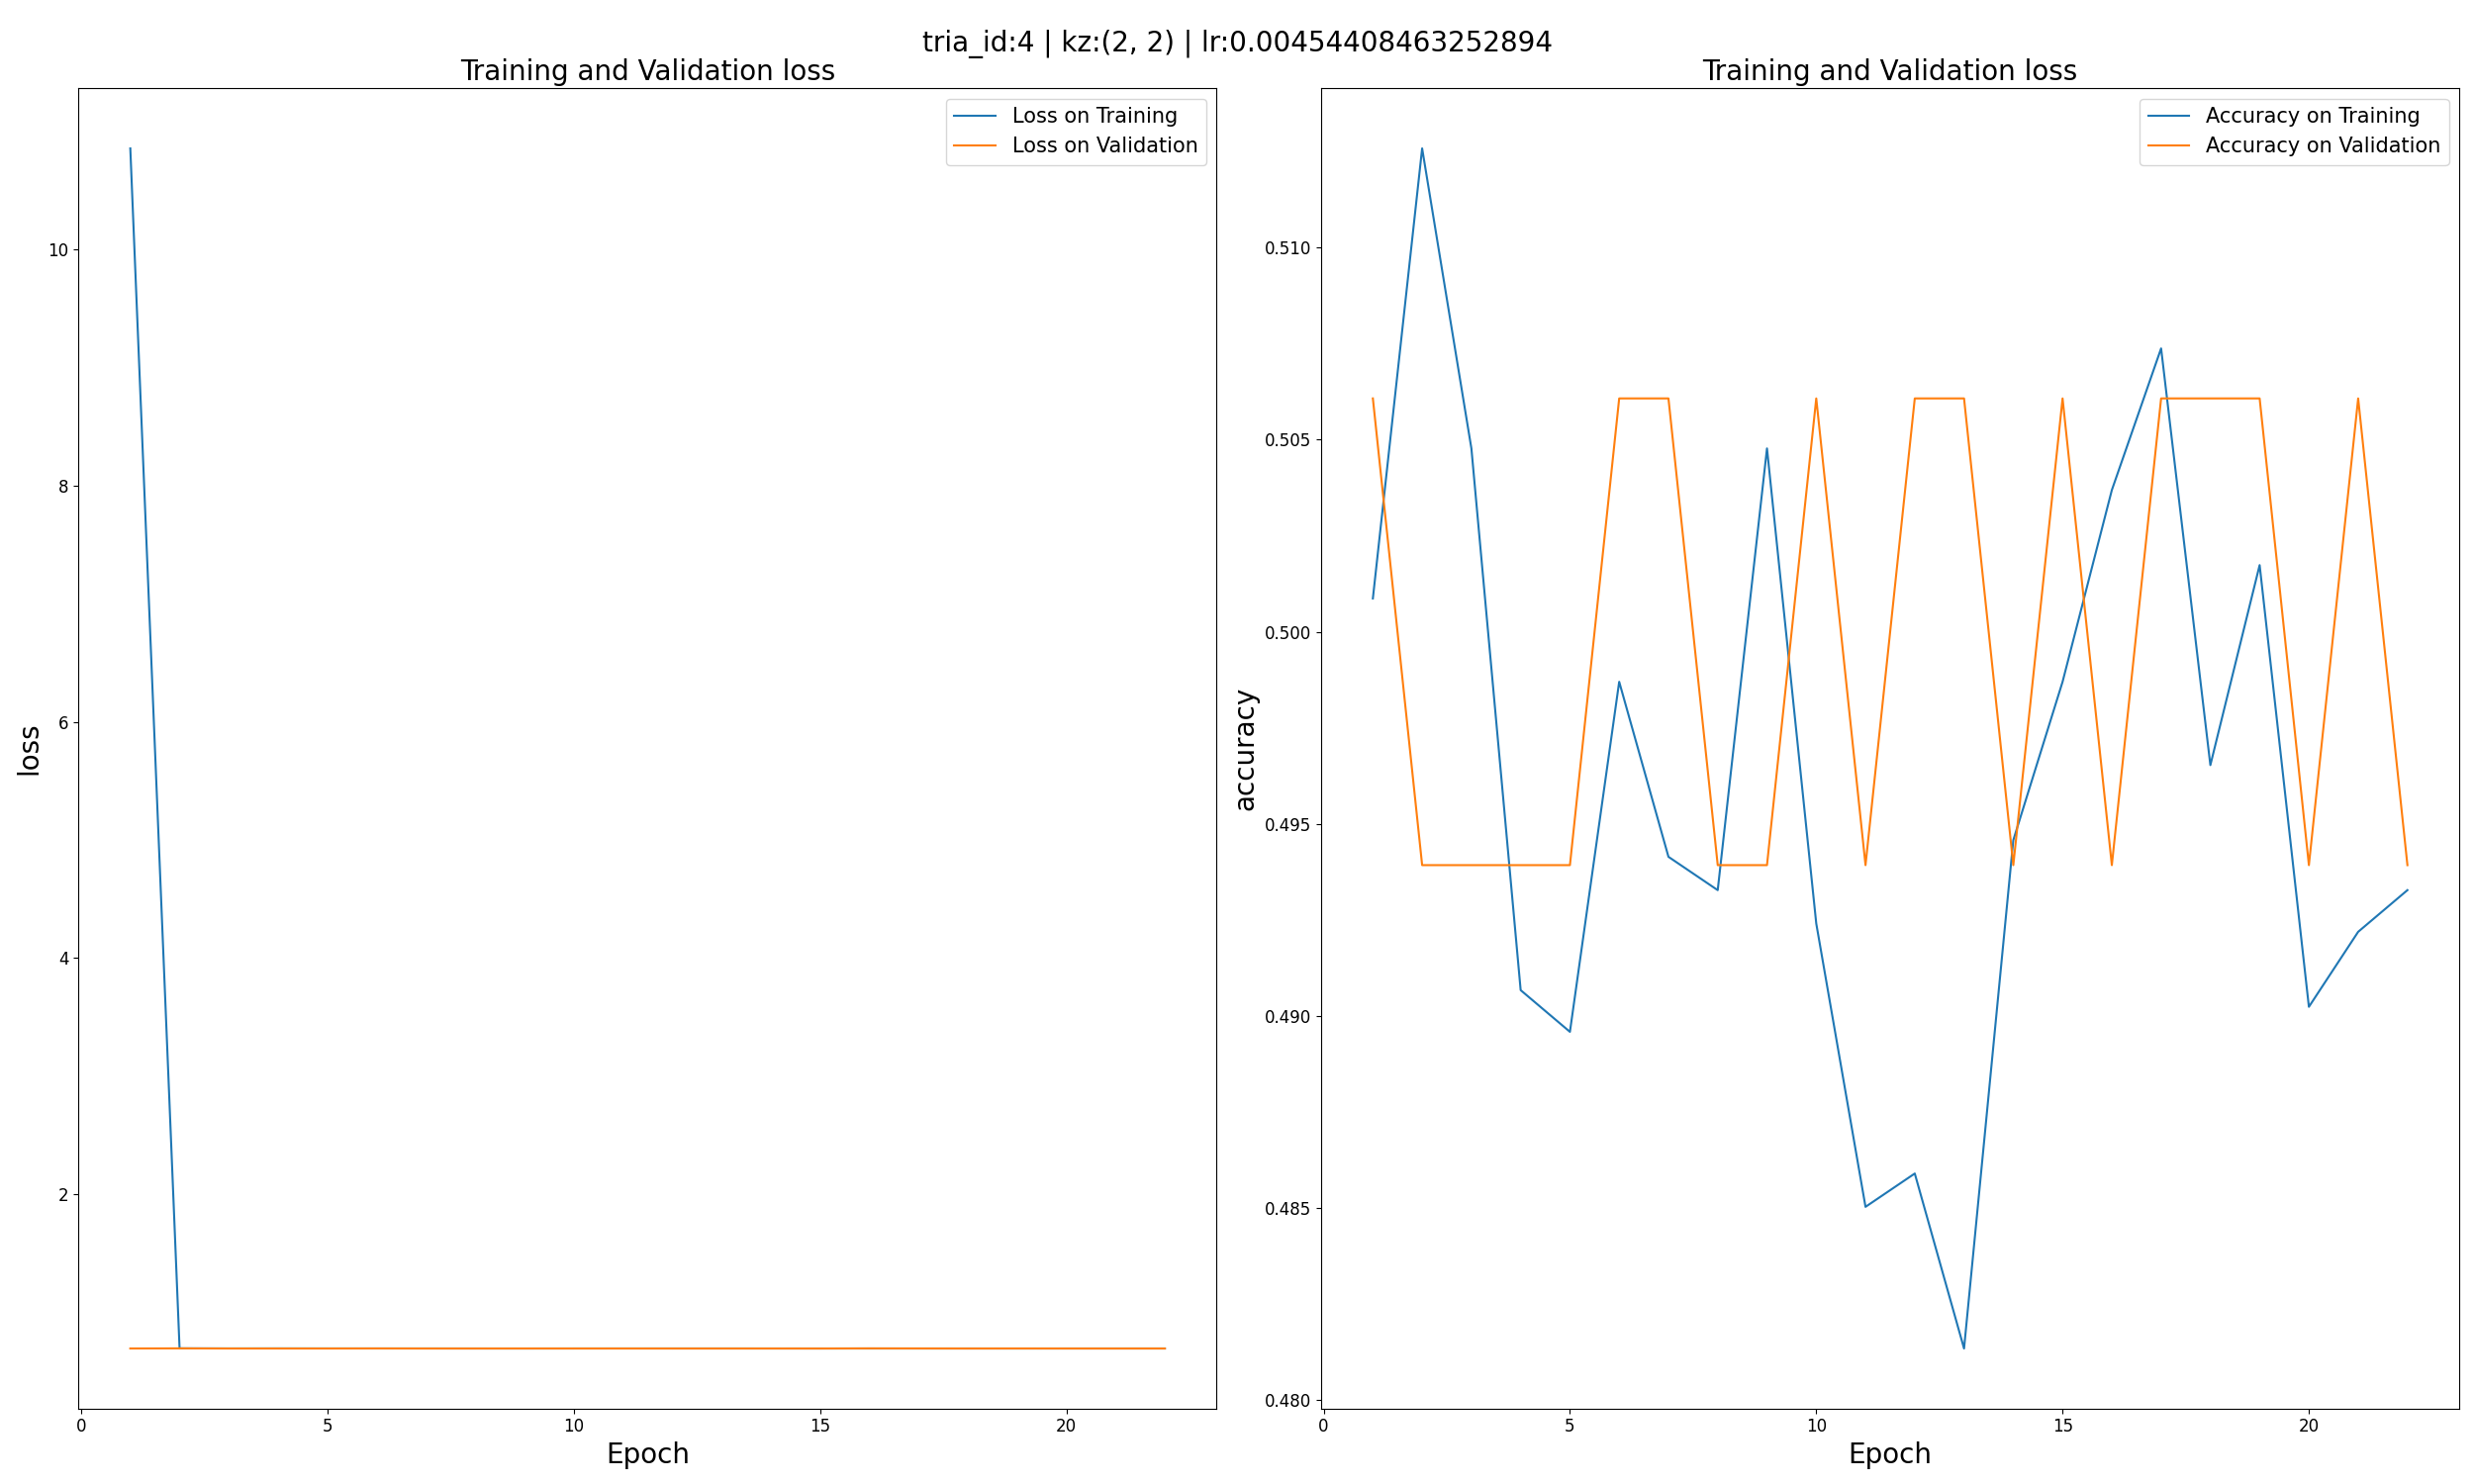 tria_id:4 | kz:(2, 2) | lr:0.00454408463252894
Training and Validation loss
Loss on Training
Loss on Validation
10
8
6
4
2
loss
0
5
10
15
20
Epoch
Training and Validation loss
Accuracy on Training
Accuracy on Validation
0.510
0.505
0.500
0.495
0.490
0.485
0.480
accuracy
0
5
10
15
20
Epoch